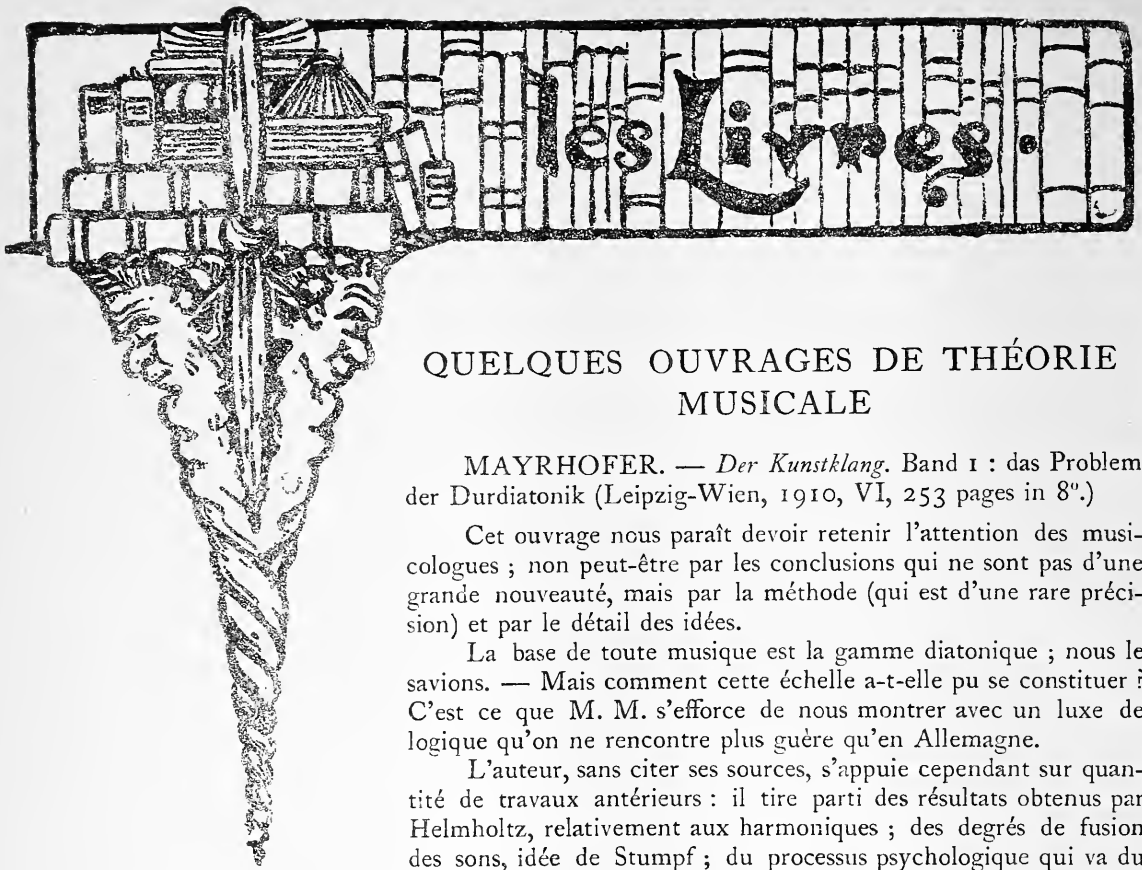 les Livres.
QUELQUES OUVRAGES DE THÉORIE
MUSICALE
MAYRHOFER. — Der Kunstklang. Band I : das Problem
der Durdiatonik (Leipzig-Wien, 1910, VI, 253 pages in 8º.)
Cet ouvrage nous paraît devoir retenir l'attention des musi-
cologues ; non peut-être par les conclusions qui ne sont pas d'une
grande nouveauté, mais par la méthode (qui est d'une rare préci-
sion) et par le détail des idées.
La base de toute musique est la gamme diatonique ; nous le
savions. — Mais comment cette échelle a-t-elle pu se constituer ?
C'est ce que M. M. s'efforce de nous montrer avec un luxe de
logique qu'on ne rencontre plus guère qu'en Allemagne.
L'auteur, sans citer ses sources, s'appuie cependant sur quan-
tité de travaux antérieurs : il tire parti des résultats obtenus par
Helmholtz, relativement aux harmoniques ; des degrés de fusion
des sons, idée de Stumpf ; du processus psychologique qui va du